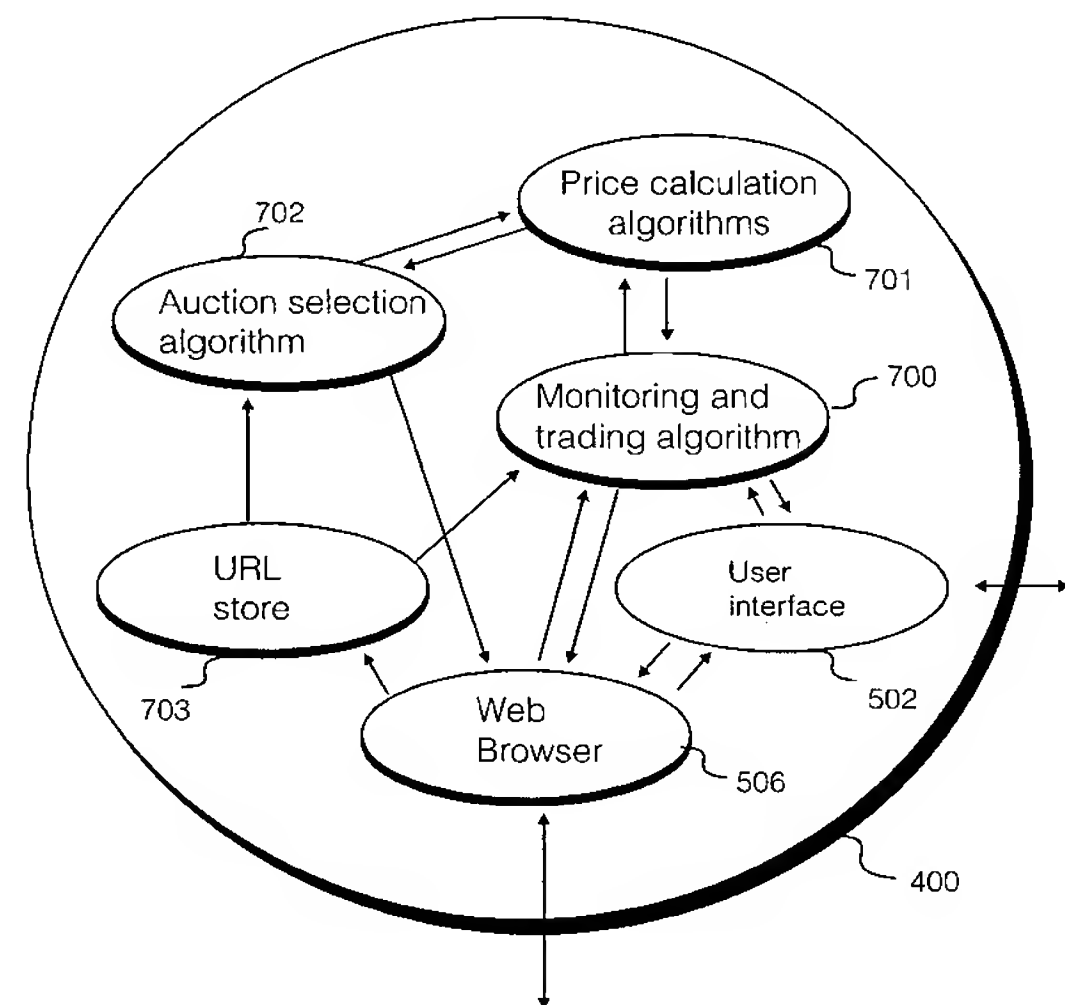 Price calculation
algorithms
702
701
Auction selection
algorithm
700
Monitoring and
trading algorithm
URL
store
User
interface
703
502
Web
Browser
506
400